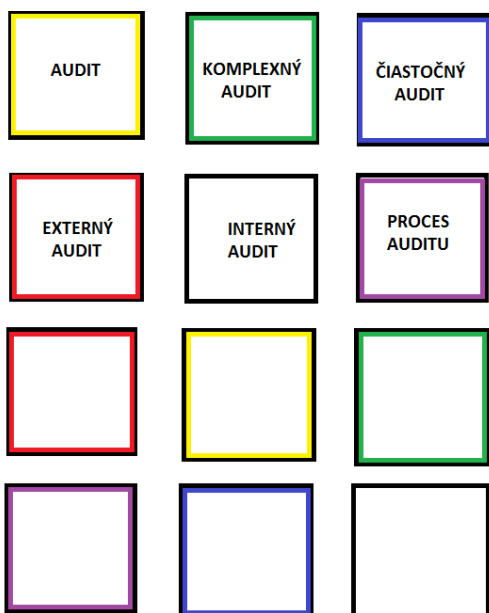 AUDIT
KOMPLEXNÝ
AUDIT
ČIASTOČNÝ
AUDIT
EXTERNÝ
AUDIT
INTERNÝ
AUDIT
PROCES
AUDITU